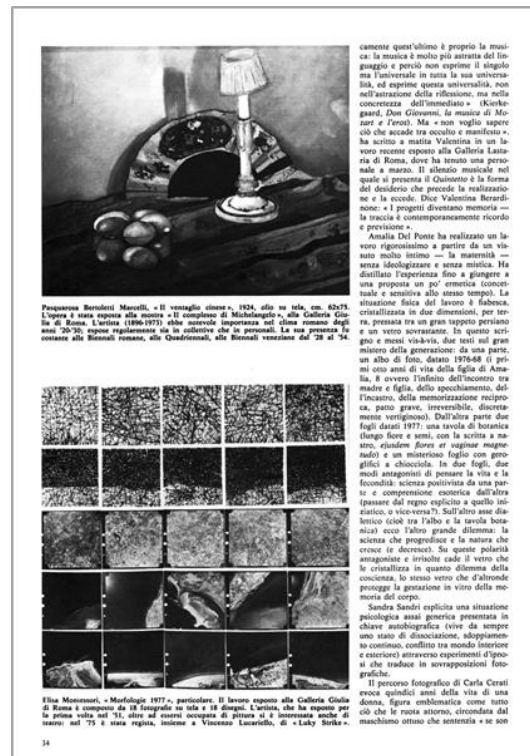 camente quest'ultimo è proprio la musi-
ca: la musica è molto più astratta del lin-
guaggio e perciò non esprime il singolo
ma l'universale in tutta la sua universa-
lità, ed esprime questa universalità, non
nell'astrazione della riflessione, ma nella
concretezza dell'immediato » (Kierke-
gaard, Don Giovanni, la musica di Mo-
zart e l'eros). Ma « non voglio sapere
ciò che accade tra occulto e manifesto »,
ha scritto a matita Valentina in un la-
voro recente esposto alla Galleria Lasta-
ria di Roma, dove ha tenuto una perso-
nale a marzo. Il silenzio musicale nel
quale si presenta il Quintetto è la forma
del desiderio che precede la realizzazio-
ne e la eccede. Dice Valentina Berardi-
none: « I progetti diventano memoria —
la traccia è contemporaneamente ricordo
e previsione ».
Amalia Del Ponte ha realizzato un la-
voro rigorosissimo a partire da un vis-
suto molto intimo — la maternità —
senza ideologizzare e senza mistica. Ha
distillato l'esperienza fino a giungere a
una proposta un po' ermetica (concet-
tuale e sensitiva allo stesso tempo). La
situazione fisica del lavoro è fiabesca,
cristallizzata in due dimensioni, per ter-
ra, pressata tra un gran tappeto persiano
e un vetro sovrastante. In questo scri-
gno e messi vis-à-vis, due testi sul gran
mistero della generazione: da una parte,
un albo di foto, datato 1976-68 (i pri-
mi otto anni di vita della figlia di Ama-
lia, 8 ovvero l'infinito dell'incontro tra
madre e figlia, dello specchiamento, del-
l'incastro, della memorizzazione recipro-
ca, patto grave, irreversibile, discreta-
mente vertiginoso). Dall'altra parte due
fogli datati 1977: una tavola di botanica
(lungo fiore e semi, con la scritta a na-
stro, ejusdem flores et vaginae magne-
tudo) e un misterioso foglio con gero-
glifici a chiocciola. In due fogli, due
modi antagonisti di pensare la vita e la
fecondità: scienza positivista da una par-
te e comprensione esoterica dall'altra
(passare dal regno esplicito a quello ini-
ziatico, o vice-versa?). Sull'altro asse dia-
lettico (cioè tra l'albo e la tavola bota-
nica) ecco l'altro grande dilemma: la
scienza che progredisce e la natura che
cresce (e decresce). Su queste polarità
antagoniste e irrisolte cade il vetro che
le cristallizza in quanto dilemma della
coscienza, lo stesso vetro che d'altronde
protegge la gestazione in vitro della me-
moria del corpo.
Sandra Sandri esplicita una situazione
psicologica assai generica presentata in
chiave autobiografica (vive da sempre
uno stato di dissociazione, sdoppiamen-
to continuo, conflitto tra mondo interiore
e esteriore) attraverso esperimenti d'ipno-
si che traduce in sovrapposizioni foto-
grafiche.
Il percorso fotografico di Carla Cerati
evoca quindici anni della vita di una
donna, figura emblematica come tutto
ciò che le ruota attorno, circondata dal
maschilismo ottuso che sentenzia « se son
Pasquarosa Bertoletti Marcelli, « Il ventaglio cinese », 1924, olio su tela, cm. 62x75.
L'opera è stata esposta alla mostra « Il complesso di Michelangelo », alla Galleria Giu-
lia di Roma. L'artista (1896-1973) ebbe notevole importanza nel clima romano degli
anni '20-'30; espose regolarmente sia in collettive che in personali. La sua presenza fu
costante alle Biennali romane, alle Quadriennali, alle Biennali veneziane dal '28 al '54.
Elisa Montessori, « Morfologie 1977 », particolare. Il lavoro esposto alla Galleria Giulia
di Roma è composto da 18 fotografie su tela e 18 disegni. L'artista, che ha esposto per
la prima volta nel '51, oltre ad essersi occupata di pittura si è interessata anche di
teatro: nel '75 è stata regista, insieme a Vincenzo Lucariello, di « Luky Strike ».
34